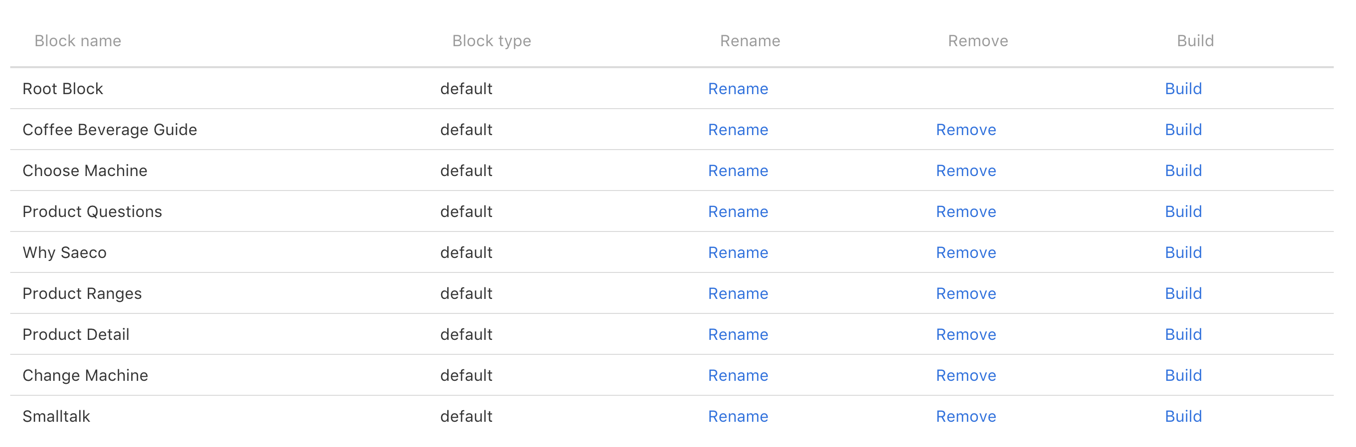 Block name Block type Rename Remove Build
Root Block default Rename Build
Coffee Beverage Guide default Rename Remove Build
Choose Machine default Rename Remove Build
Product Questions default Rename Remove Build
Why Saeco default Rename Remove Build
Product Ranges default Rename Remove Build
Product Detail default Rename Remove Build
Change Machine default Rename Remove Build
Smalltalk default Rename Remove Build